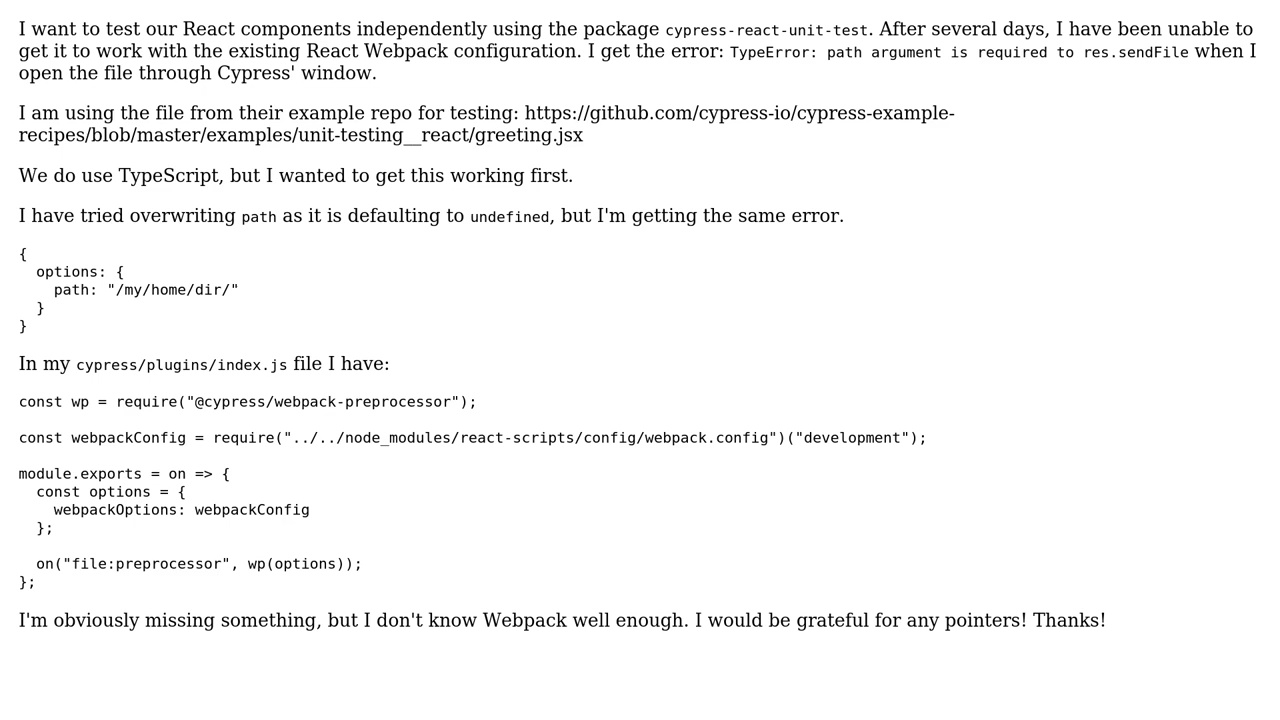 I want to test our React components independently using the package cypress-react-unit-test. After several days, I have been unable to
get it to work with the existing React Webpack configuration. I get the error: TypeError: path argument is required to res.sendFile when I
open the file through Cypress' window.
I am using the file from their example repo for testing: https://github.com/cypress-io/cypress-example-
recipes/blob/master/examples/unit-testing__react/greeting.jsx
We do use TypeScript, but I wanted to get this working first.
I have tried overwriting path as it is defaulting to undefined, but I'm getting the same error.
{
  options: {
    path: "/my/home/dir/"
  }
}
In my cypress/plugins/index.js file I have:
const wp = require("@cypress/webpack-preprocessor");
const webpackConfig = require("../../node_modules/react-scripts/config/webpack.config")("development");
module.exports = on => {
  const options = {
    webpackOptions: webpackConfig
  };
  on("file:preprocessor", wp(options));
};
I'm obviously missing something, but I don't know Webpack well enough. I would be grateful for any pointers! Thanks!